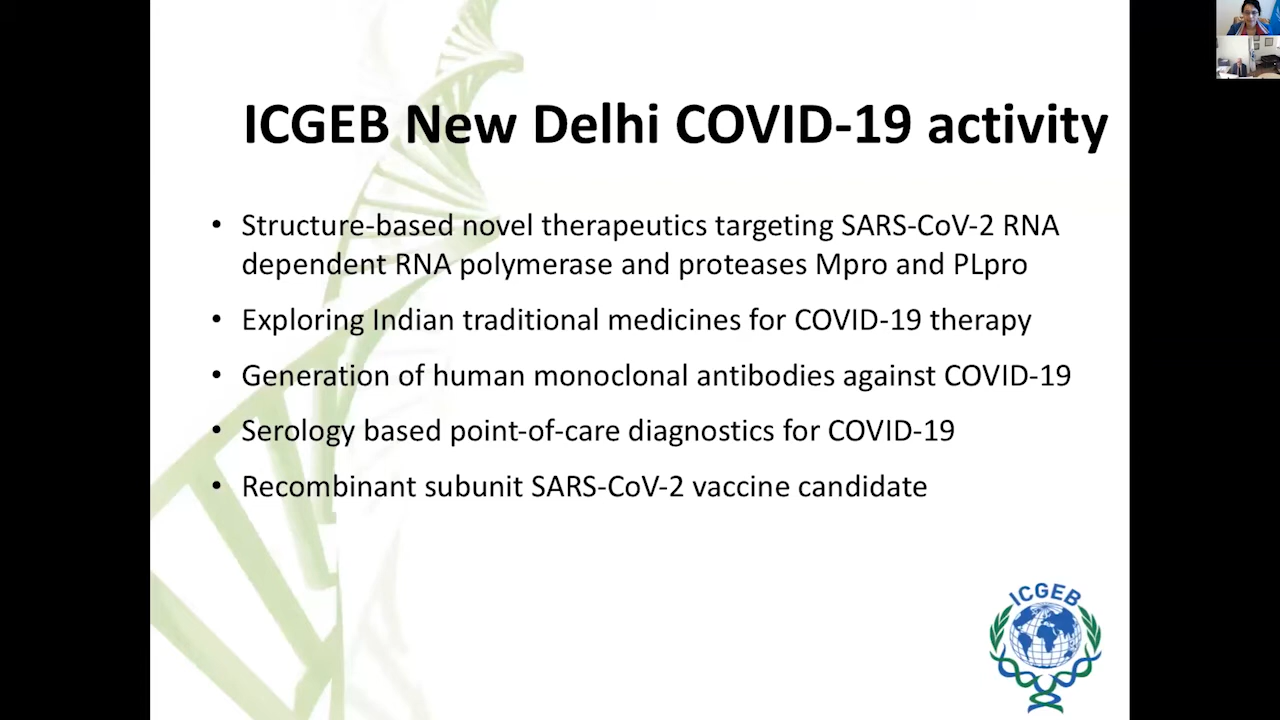 ICGEB New Delhi COVID-19 activity
• Structure-based novel therapeutics targeting SARS-CoV-2 RNA
dependent RNA polymerase and proteases Mpro and PLpro
• Exploring Indian traditional medicines for COVID-19 therapy
• Generation of human monoclonal antibodies against COVID-19
• Serology based point-of-care diagnostics for COVID-19
• Recombinant subunit SARS-CoV-2 vaccine candidate
ICGEB